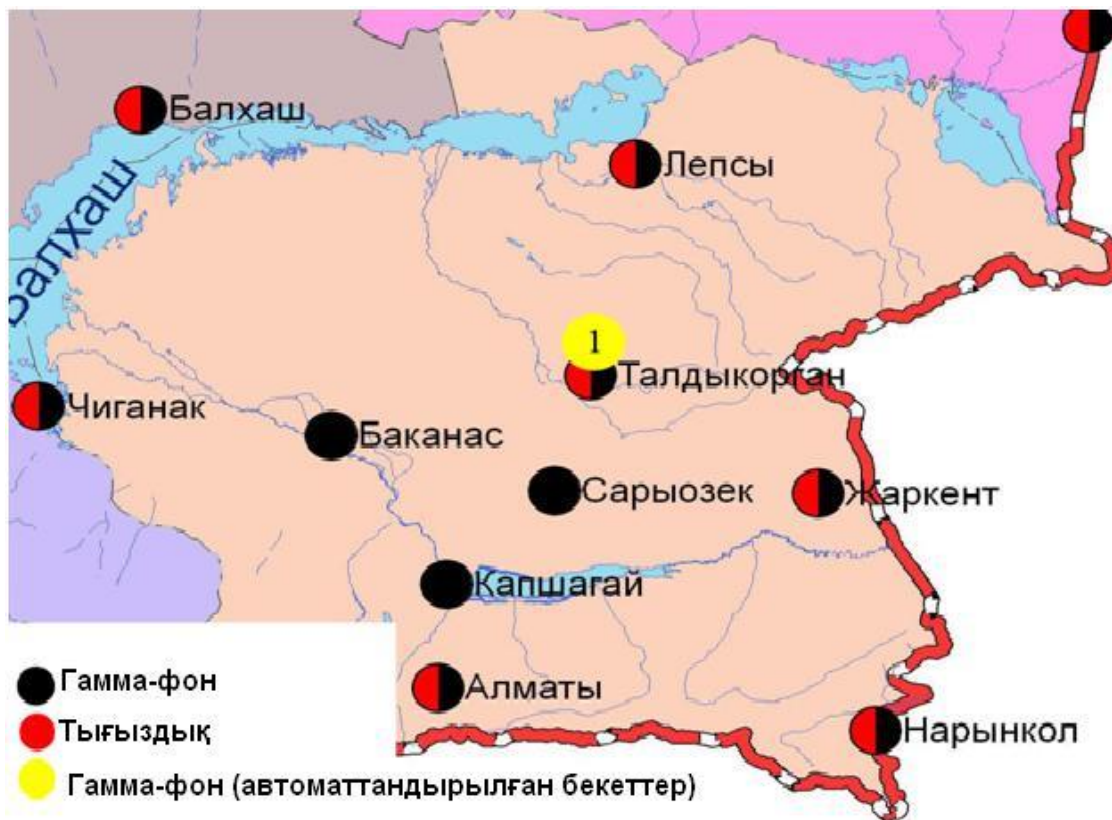 Балхаш
Лепсы
Балхаш
1
Талдыкорган
Чиганак
Баканас
Сарыозек
Жаркент
Капшагай
Алматы
Нарынкол
Гамма-фон
Тығыздық
Гамма-фон (автоматтандырылған бекеттер)